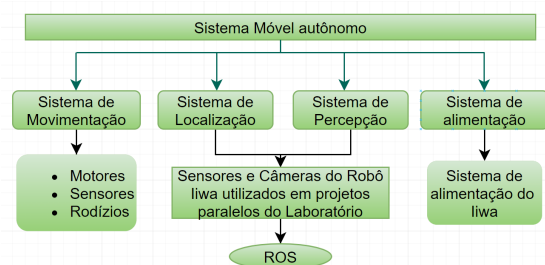 Sistema Móvel autônomo
Sistema de
Movimentação
Sistema de
Localização
Sistema de
Percepção
Sistema de
alimentação
Motores
Sensores
Rodízios
Sensores e Câmeras do Robô
Iiwa utilizados em projetos
paralelos do Laboratório
Sistema de
alimentação do
Iiwa
ROS